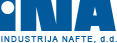 INA
INDUSTRIJA NAFTE, d.d.